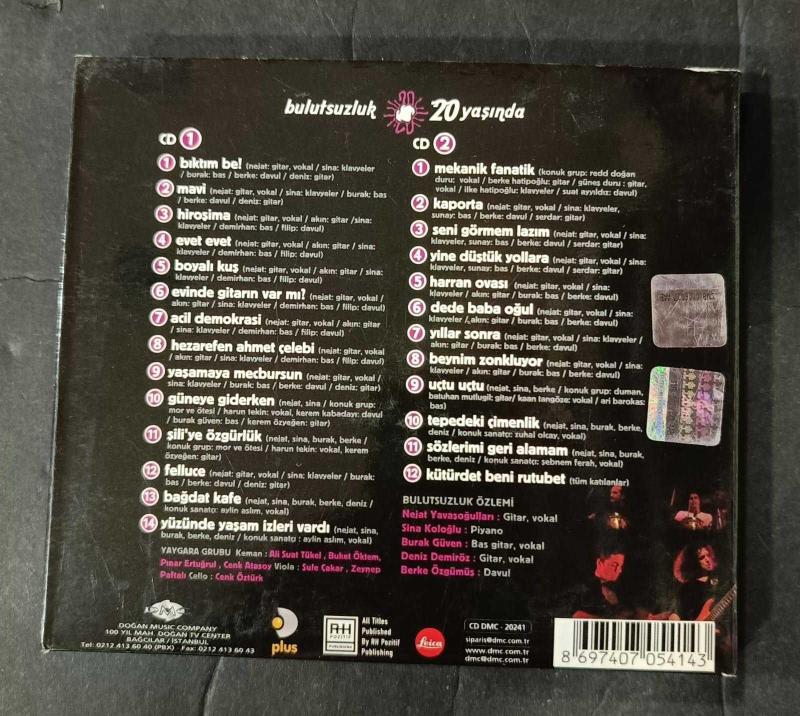 bulutsuzluk 20 yaşında
CD 1
1 bıktım be! (nejat: gitar, vokal / sina: klavyeler
/ burak: bas / berke: davul / deniz: gitar)
2 mavi (nejat: gitar, vokal / sina: klavyeler / burak: bas
/ berke: davul / deniz: gitar)
3 hiroşima (nejat: gitar, vokal / akın: gitar /sina:
klavyeler / demirhan: bas / filip: davul)
4 evet evet (nejat: gitar, vokal / akın: gitar / sina:
klavyeler / demirhan: bas / filip: davul)
5 boyalı kuş (nejat: gitar, vokal / akın: gitar / sina:
klavyeler / demirhan: bas / filip: davul)
6 evinde gitarın var mı? (nejat: gitar, vokal /
akın: gitar / sina: klavyeler / demirhan: bas / filip: davul)
7 acil demokrasi (nejat: gitar, vokal / akın: gitar
/ sina: klavyeler / demirhan: bas / filip: davul)
8 hezarefen ahmet çelebi (nejat: gitar, vokal
/ akın: gitar / sina: klavyeler / demirhan: bas / filip: davul)
9 yaşamaya mecbursun (nejat: gitar, vokal /
sina: klavyeler / burak: bas / berke: davul / deniz: gitar)
10 güneye giderken (nejat, sina / konuk grup:
mor ve ötesi / harun tekin: vokal, kerem kabadayı: davul
/ burak güven: bas / kerem özyeğen: gitar)
11 şili'ye özgürlük (nejat, sina, burak, berke /
konuk grup: mor ve ötesi / harun tekin: vokal, kerem
özyeğen: gitar)
12 felluce (nejat: gitar, vokal / sina: klavyeler / burak:
bas / berke: davul / deniz: gitar)
13 bağdat kafe (nejat, sina, burak, berke, deniz /
konuk sanatçı: aylin aslım, vokal)
14 yüzünde yaşam izleri vardı (nejat, sina,
burak, berke, deniz / konuk sanatçı : aylin aslım, vokal)
YAYGARA GRUBU Keman : Ali Suat Tükel , Buket Öktem,
Pınar Ertuğrul , Cenk Atasoy Viola : Şule Çakar , Zeynep
Paftalı Çello : Cenk Öztürk
CD 2
1 mekanik fanatik (konuk grup: redd doğan
duru: vokal / berke hatipoğlu: gitar / güneş duru : gitar,
vokal / ilke hatipoğlu: klavyeler / suat ayyıldız: davul)
2 kaporta (nejat: gitar, vokal / sina: klavyeler,
sunay: bas / berke: davul / serdar: gitar)
3 seni görmem lazım (nejat: gitar, vokal / sina:
klavyeler, sunay: bas / berke: davul / serdar: gitar)
4 yine düştük yollara (nejat: gitar, vokal / sina:
klavyeler, sunay: bas / berke: davul / serdar: gitar)
5 harran ovası (nejat: gitar, vokal / sina:
klavyeler / akın: gitar / burak: bas / berke: davul)
6 dede baba oğul (nejat: gitar, vokal / sina:
klavyeler / akın: gitar / burak: bas / berke: davul)
7 yıllar sonra (nejat: gitar, vokal / sina: klavyeler /
akın: gitar / burak: bas / berke: davul)
8 beynim zonkluyor (nejat: gitar, vokal / sina:
klavyeler / akın: gitar / burak: bas / berke: davul)
9 uçtu uçtu (nejat, sina, berke / konuk grup: duman,
batuhan mutlugil: gitar/ kaan tangöze: vokal / ari barokas:
bas)
10 tepedeki çimenlik (nejat, sina, burak, berke,
deniz / konuk sanatçı: zuhal olcay, vokal)
11 sözlerimi geri alamam (nejat, sina, burak,
berke, deniz / konuk sanatçı: şebnem ferah, vokal)
12 kütürdet beni rutubet (tüm katılanlar)
BULUTSUZLUK ÖZLEMİ
Nejat Yavaşoğulları : Gitar, vokal
Sina Koloğlu : Piyano
Burak Güven : Bas gitar, vokal
Deniz Demiröz : Gitar, vokal
Berke Özgümüş : Davul
DMC
DOĞAN MUSIC COMPANY
100 YIL MAH. DOĞAN TV CENTER
BAĞCILAR / İSTANBUL
Tel: 0212 413 60 40 (PBX) Fax: 0212 413 60 43
D plus
RH POZİTİF PUBLISHING
All Titles
Published
By RH Pozitif
Publishing
Leica
CD DMC - 20241
siparis@dmc.com.tr
www.dmc.com.tr
dmc@dmc.com.tr
8 697407 054143